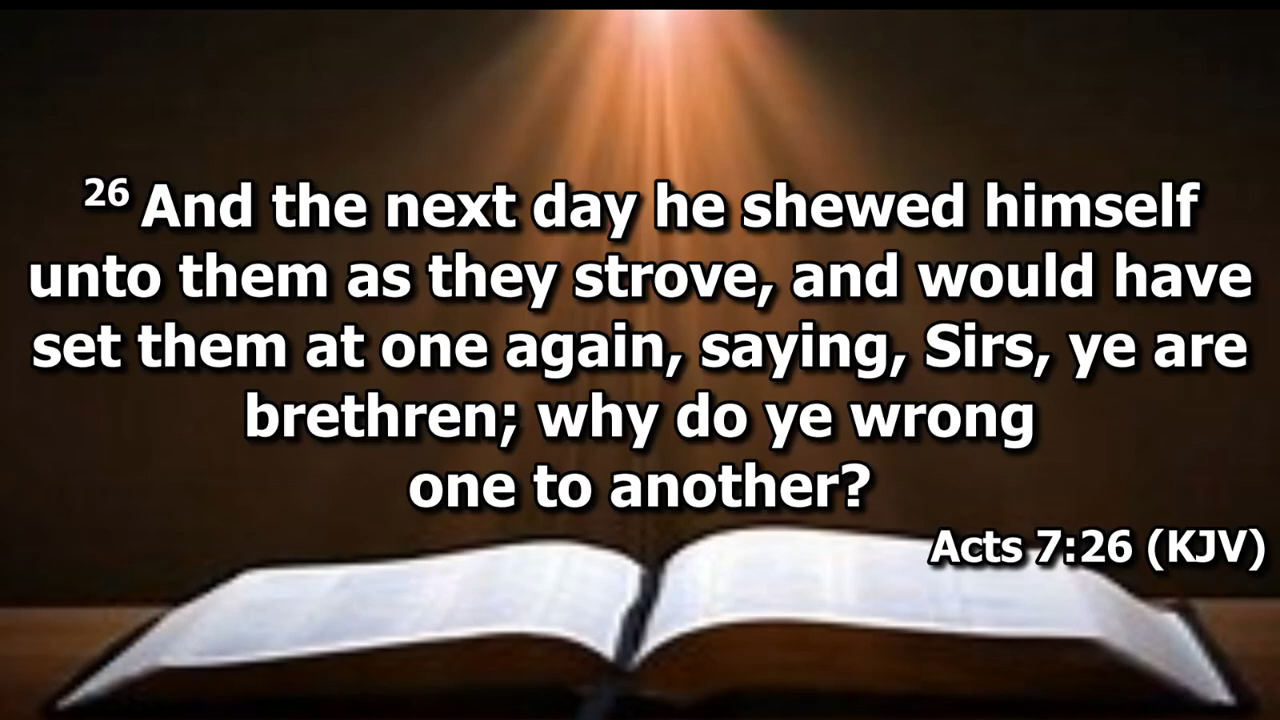 26 And the next day he shewed himself
unto them as they strove, and would have
set them at one again, saying, Sirs, ye are
brethren; why do ye wrong
one to another?
Acts 7:26 (KJV)